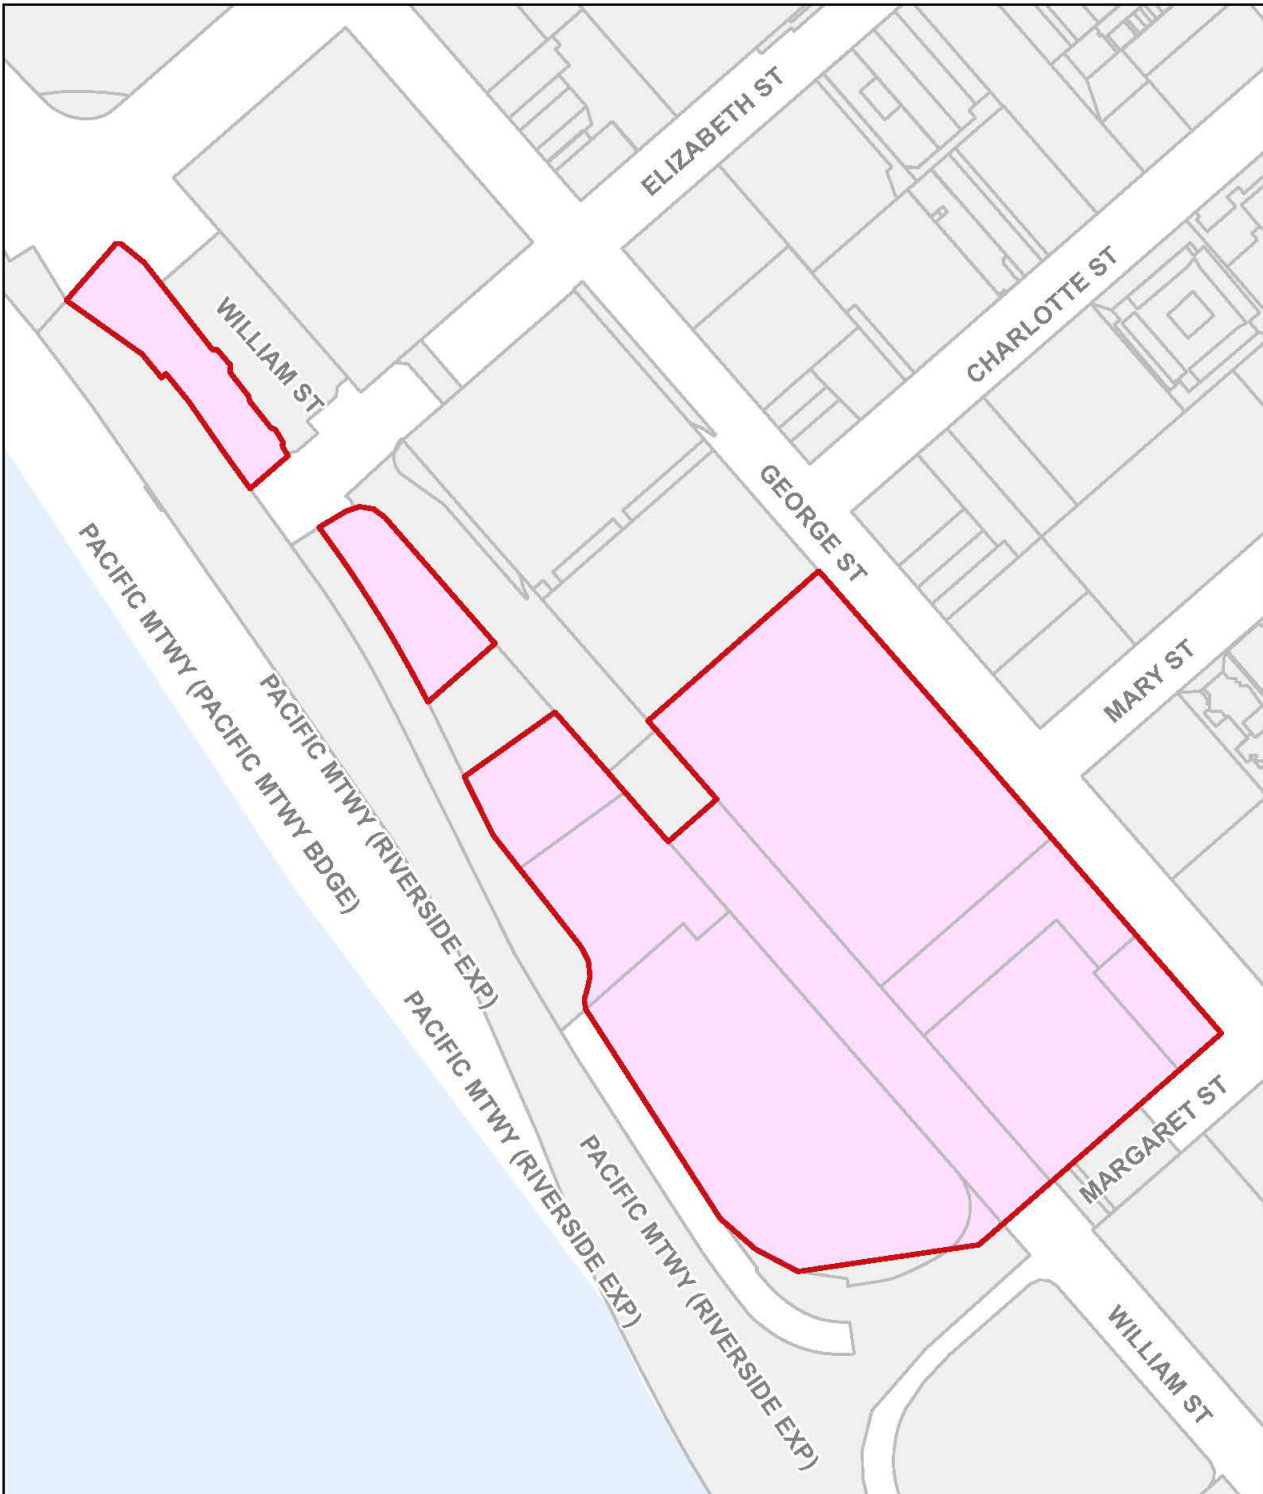 ELIZABETH ST
CHARLOTTE ST
WILLIAM ST
GEORGE ST
MARY ST
PACIFIC MTWY (PACIFIC MTWY BDGE)
PACIFIC MTWY (RIVERSIDE EXP)
PACIFIC MTWY (RIVERSIDE EXP)
MARGARET ST
PACIFIC MTWY (RIVERSIDE EXP)
WILLIAM ST